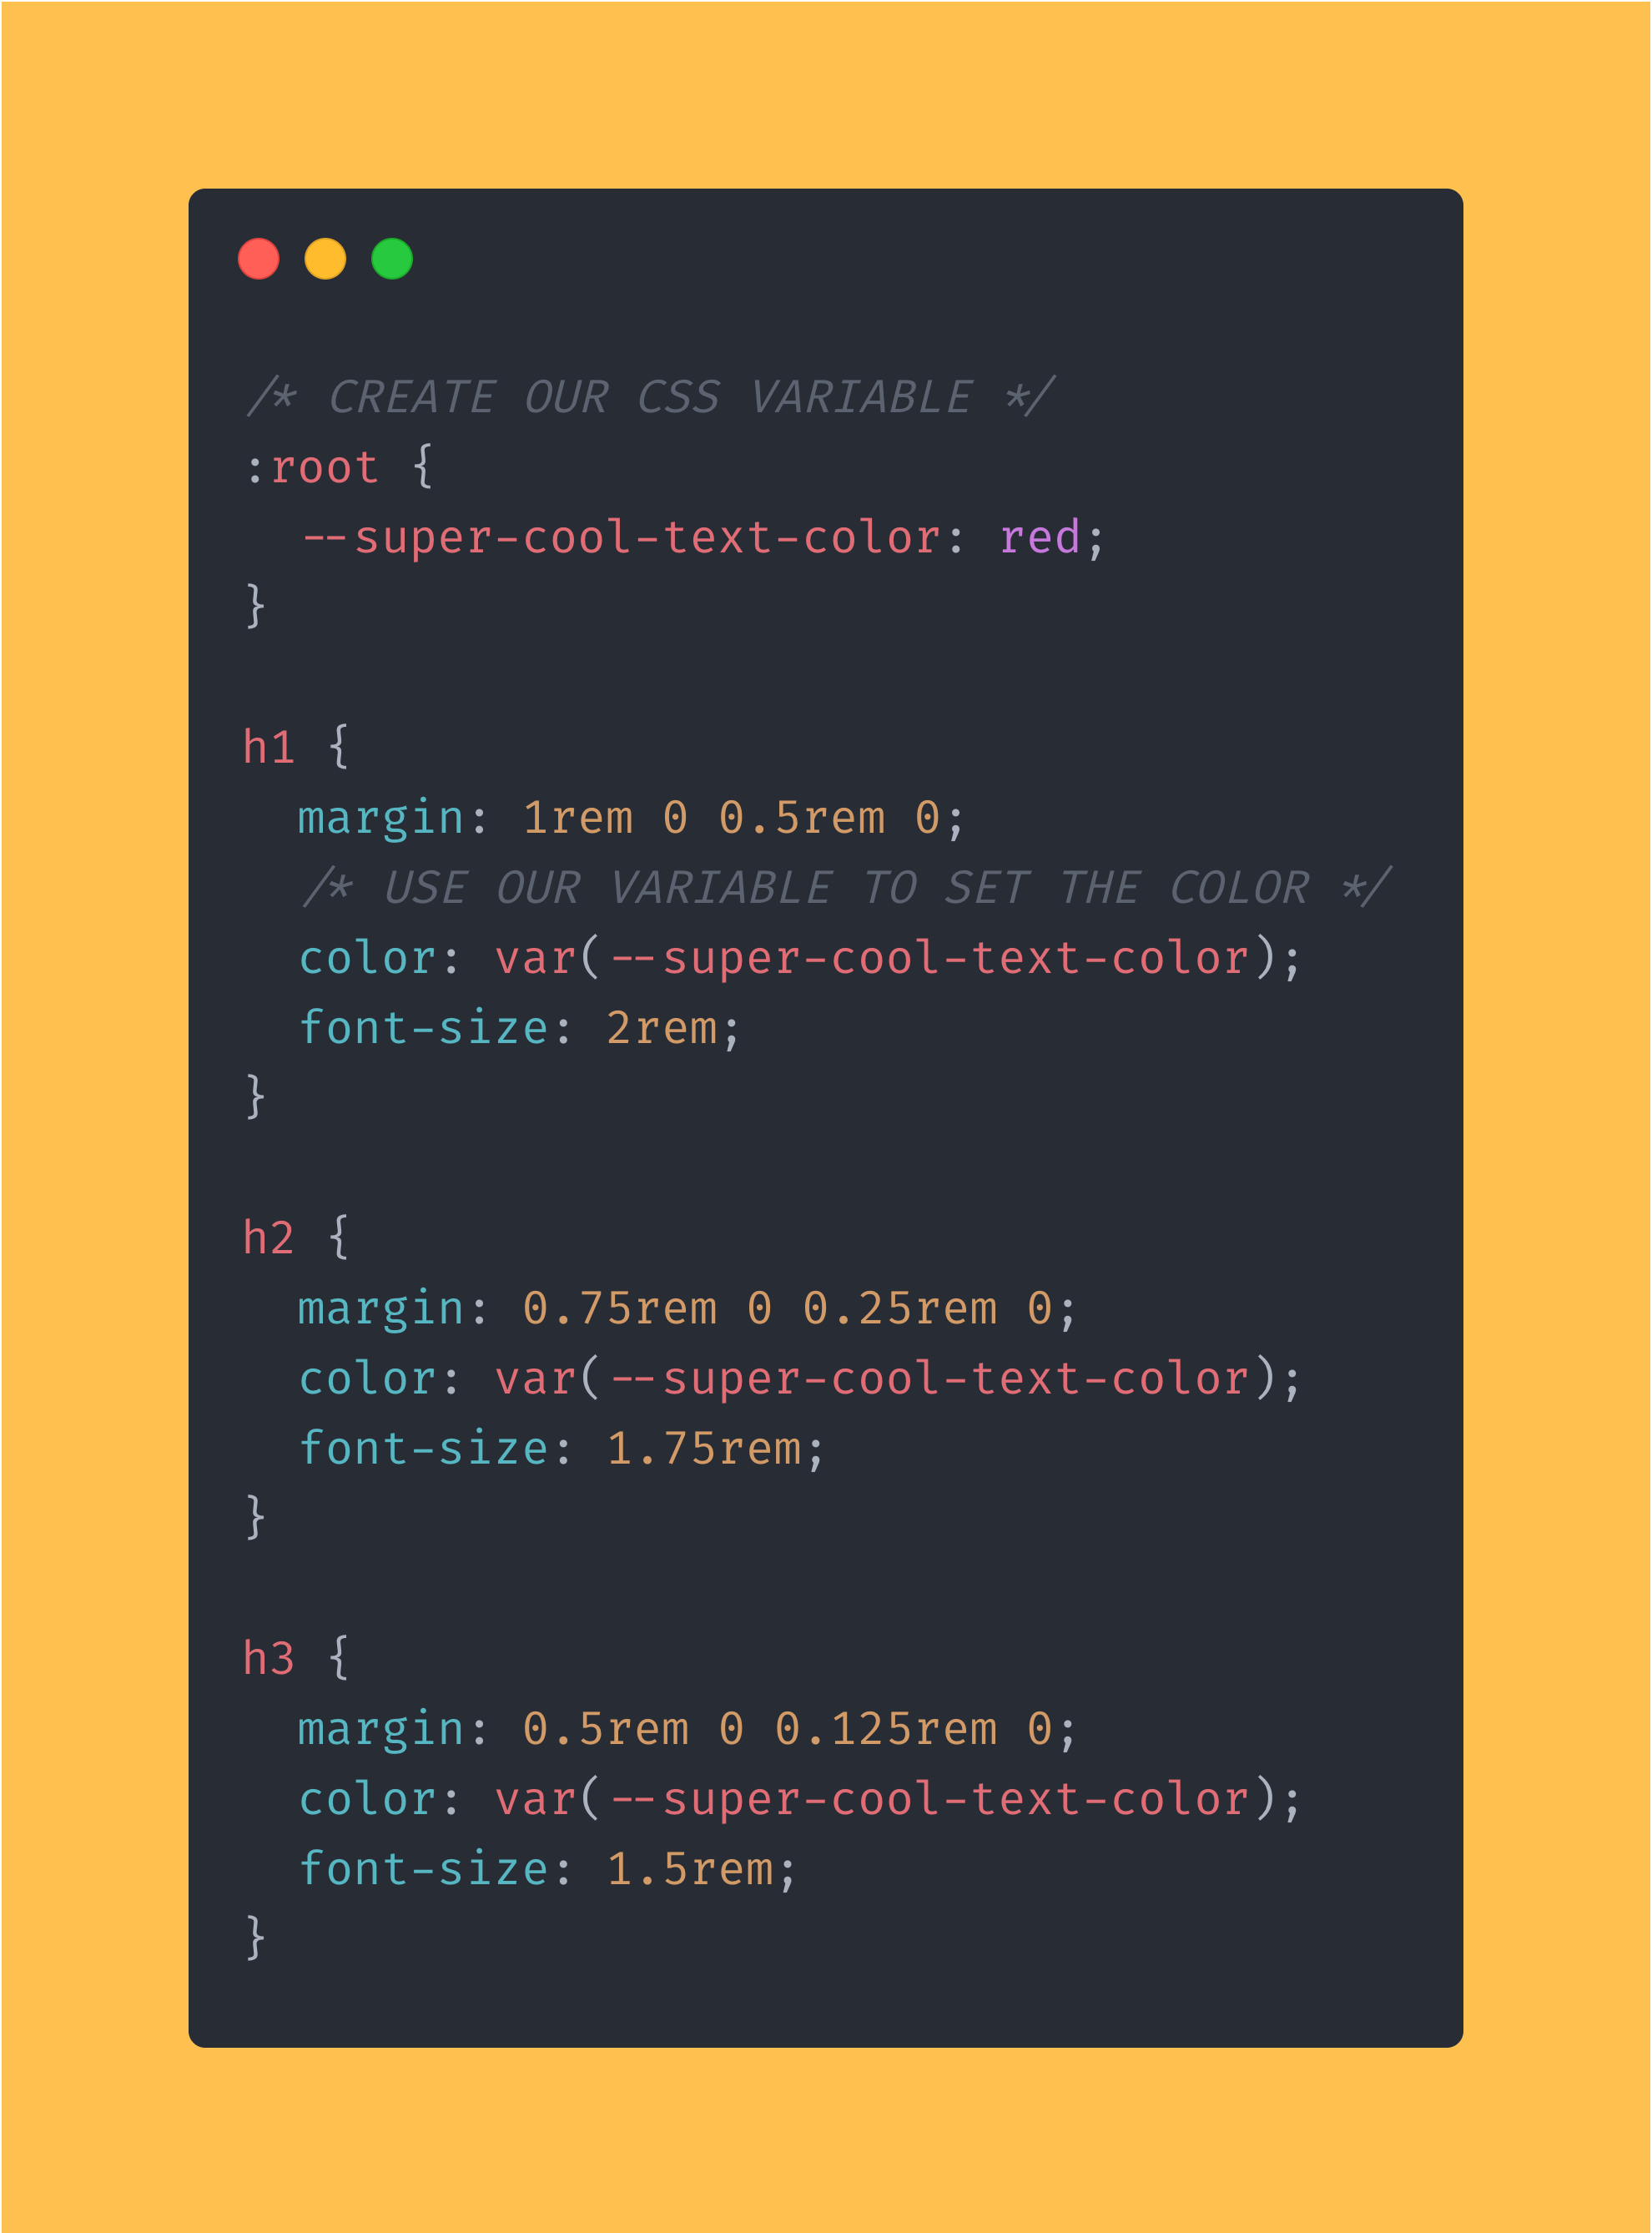 /* CREATE OUR CSS VARIABLE */
:root {
  --super-cool-text-color: red;
}

h1 {
  margin: 1rem 0 0.5rem 0;
  /* USE OUR VARIABLE TO SET THE COLOR */
  color: var(--super-cool-text-color);
  font-size: 2rem;
}

h2 {
  margin: 0.75rem 0 0.25rem 0;
  color: var(--super-cool-text-color);
  font-size: 1.75rem;
}

h3 {
  margin: 0.5rem 0 0.125rem 0;
  color: var(--super-cool-text-color);
  font-size: 1.5rem;
}